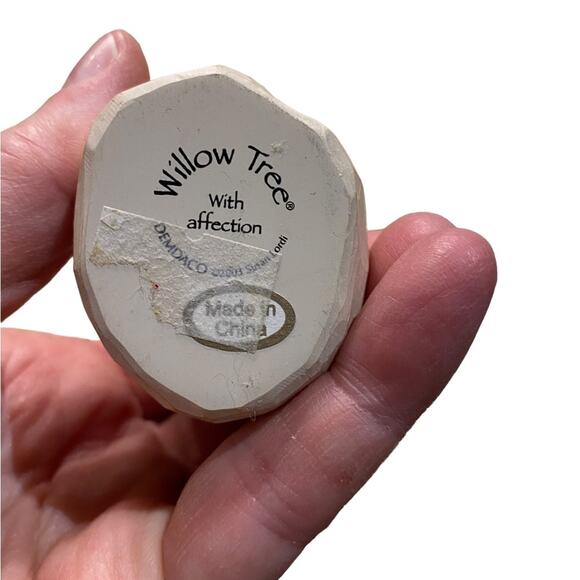 Willow Tree®
With
affection
DEMDACO ©2003 Susan Lordi
Made in
China